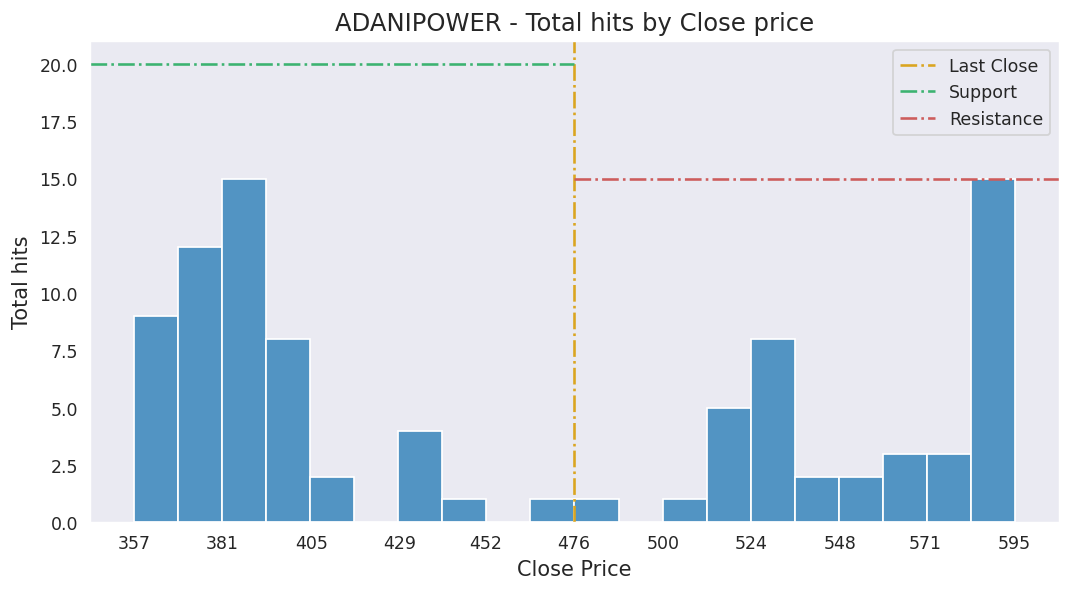 ADANIPOWER - Total hits by Close price
20.0
17.5
15.0
12.5
10.0
7.5
5.0
2.5
0.0
Total hits
Last Close
Support
Resistance
357 381 405 429 452 476 500 524 548 571 595
Close Price